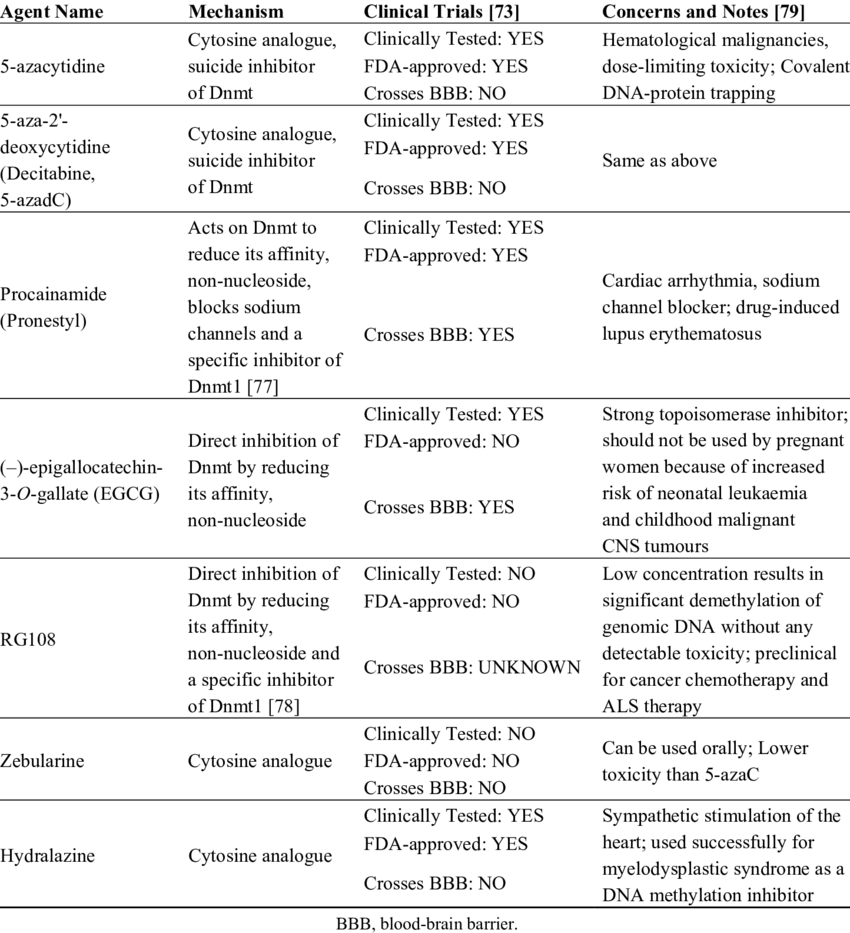 Agent Name Mechanism Clinical Trials [73] Concerns and Notes [79]
5-azacytidine
Cytosine analogue,
suicide inhibitor
of Dnmt
Clinically Tested: YES
FDA-approved: YES
Crosses BBB: NO
Hematological malignancies,
dose-limiting toxicity; Covalent
DNA-protein trapping
5-aza-2'-
deoxycytidine
(Decitabine,
5-azadC)
Cytosine analogue,
suicide inhibitor
of Dnmt
Clinically Tested: YES
FDA-approved: YES
Crosses BBB: NO
Same as above
Procainamide
(Pronestyl)
Acts on Dnmt to
reduce its affinity,
non-nucleoside,
blocks sodium
channels and a
specific inhibitor of
Dnmt1 [77]
Clinically Tested: YES
FDA-approved: YES
Crosses BBB: YES
Cardiac arrhythmia, sodium
channel blocker; drug-induced
lupus erythematosus
(–)-epigallocatechin-
3-O-gallate (EGCG)
Direct inhibition of
Dnmt by reducing
its affinity,
non-nucleoside
Clinically Tested: YES
FDA-approved: NO
Crosses BBB: YES
Strong topoisomerase inhibitor;
should not be used by pregnant
women because of increased
risk of neonatal leukaemia
and childhood malignant
CNS tumours
RG108
Direct inhibition of
Dnmt by reducing
its affinity,
non-nucleoside and
a specific inhibitor
of Dnmt1 [78]
Clinically Tested: NO
FDA-approved: NO
Crosses BBB: UNKNOWN
Low concentration results in
significant demethylation of
genomic DNA without any
detectable toxicity; preclinical
for cancer chemotherapy and
ALS therapy
Zebularine
Cytosine analogue
Clinically Tested: NO
FDA-approved: NO
Crosses BBB: NO
Can be used orally; Lower
toxicity than 5-azaC
Hydralazine
Cytosine analogue
Clinically Tested: YES
FDA-approved: YES
Crosses BBB: NO
Sympathetic stimulation of the
heart; used successfully for
myelodysplastic syndrome as a
DNA methylation inhibitor
BBB, blood-brain barrier.